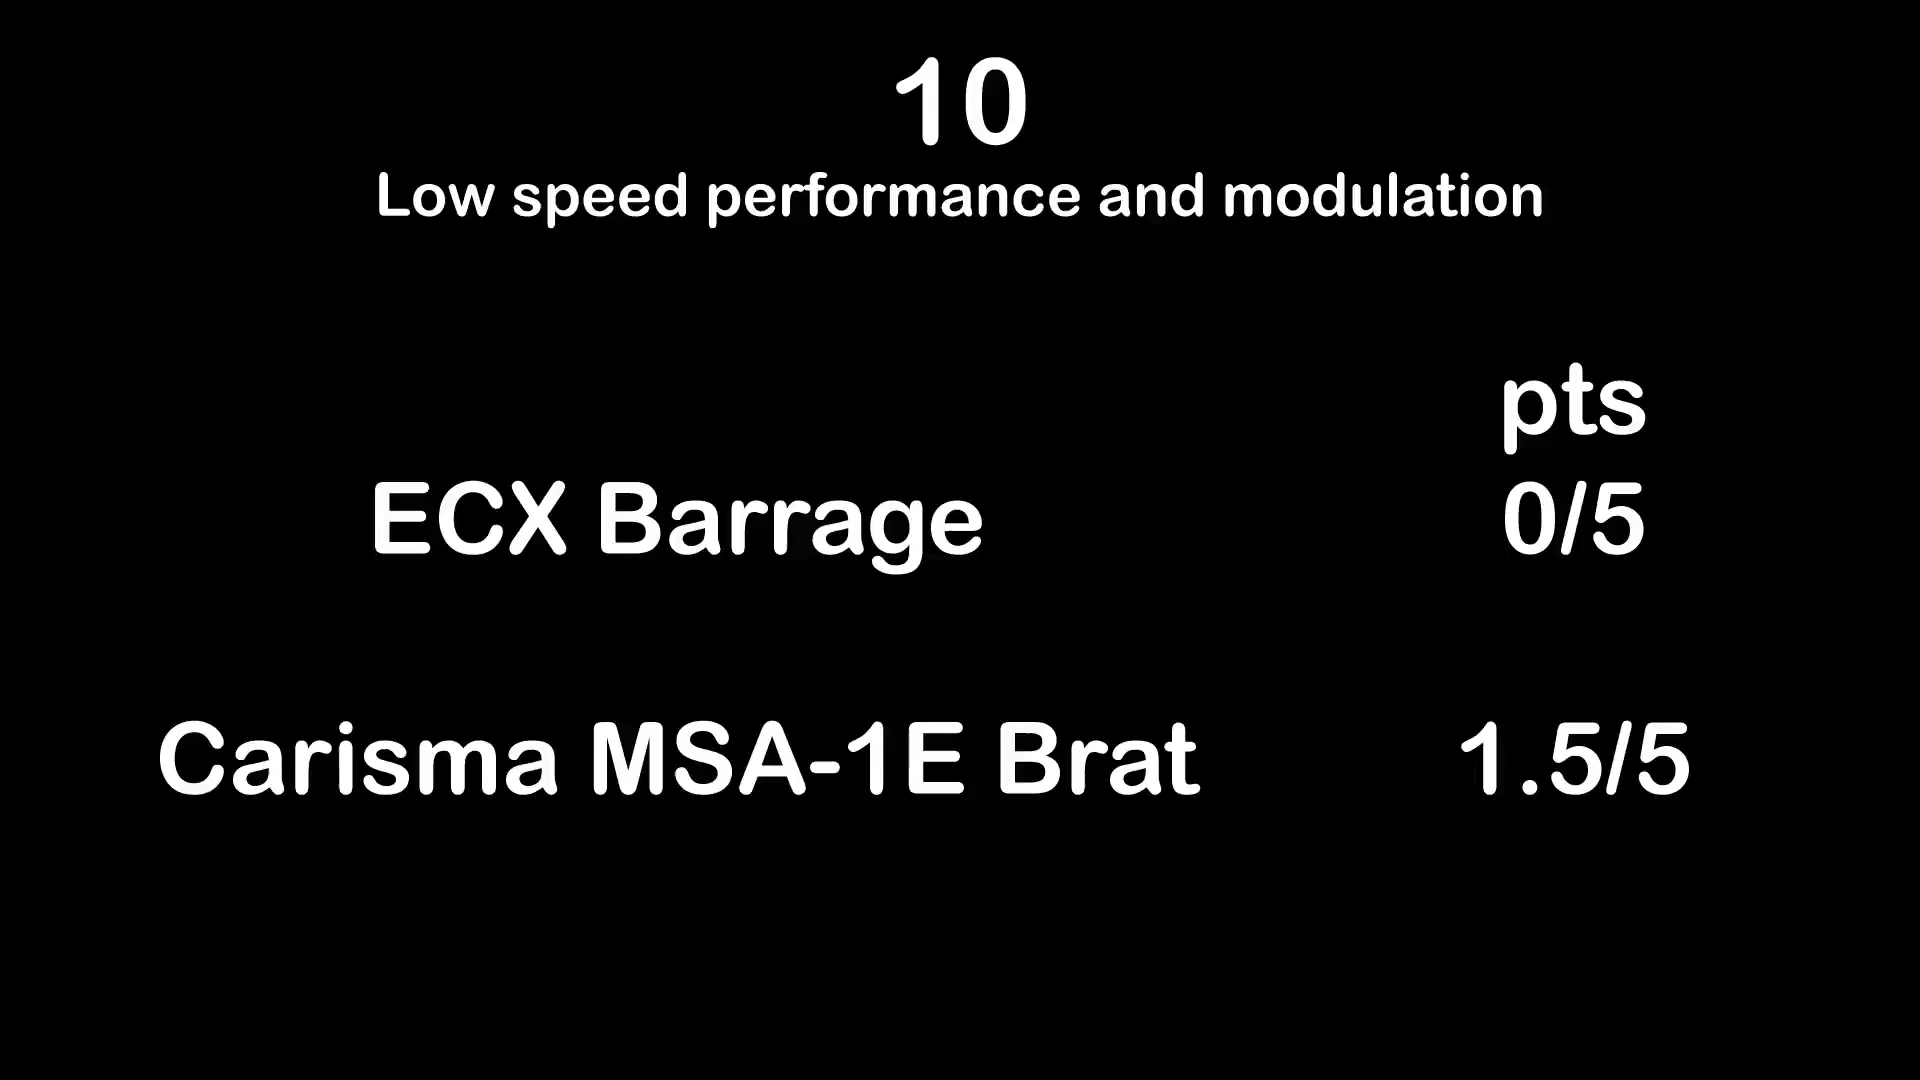 10
Low speed performance and modulation
pts
ECX Barrage 0/5
Carisma MSA-1E Brat 1.5/5